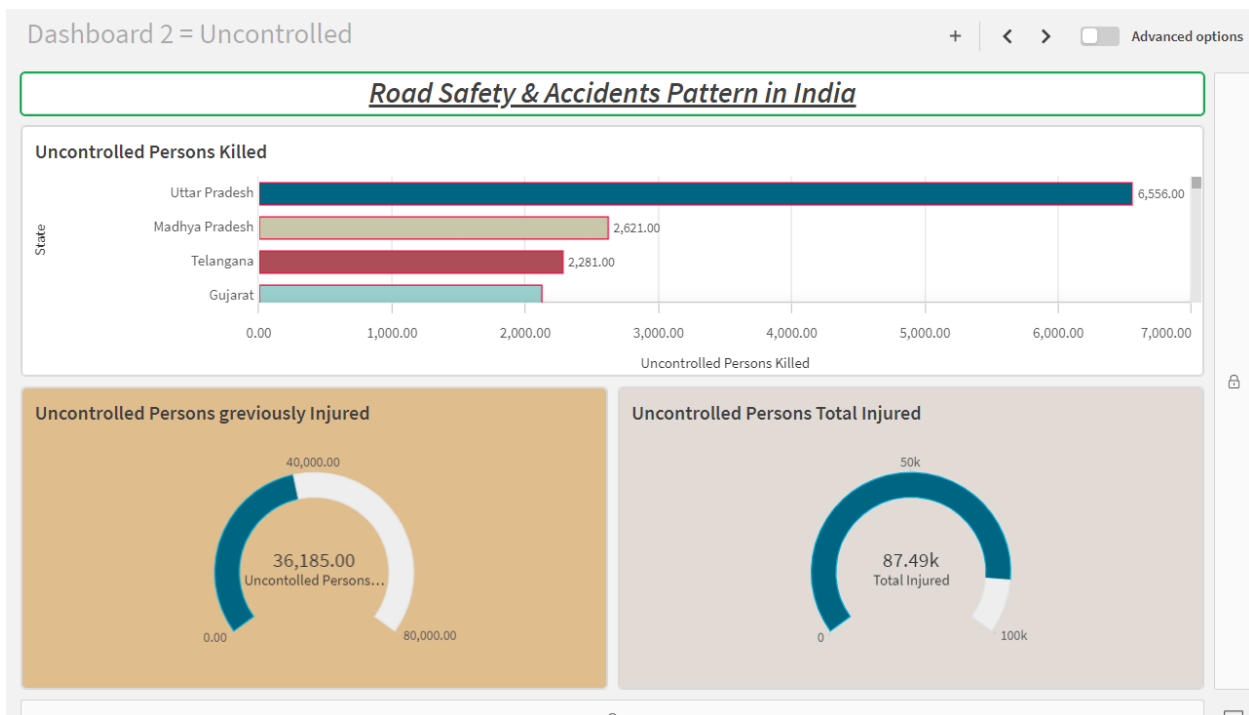 Dashboard 2 = Uncontrolled
+ Advanced options
Road Safety & Accidents Pattern in India
Uncontrolled Persons Killed
State
Uttar Pradesh 6,556.00
Madhya Pradesh 2,621.00
Telangana 2,281.00
Gujarat
0.00 1,000.00 2,000.00 3,000.00 4,000.00 5,000.00 6,000.00 7,000.00
Uncontrolled Persons Killed
Uncontrolled Persons greviously Injured
40,000.00
36,185.00
Uncontolled Persons...
0.00 80,000.00
Uncontrolled Persons Total Injured
50k
87.49k
Total Injured
0 100k